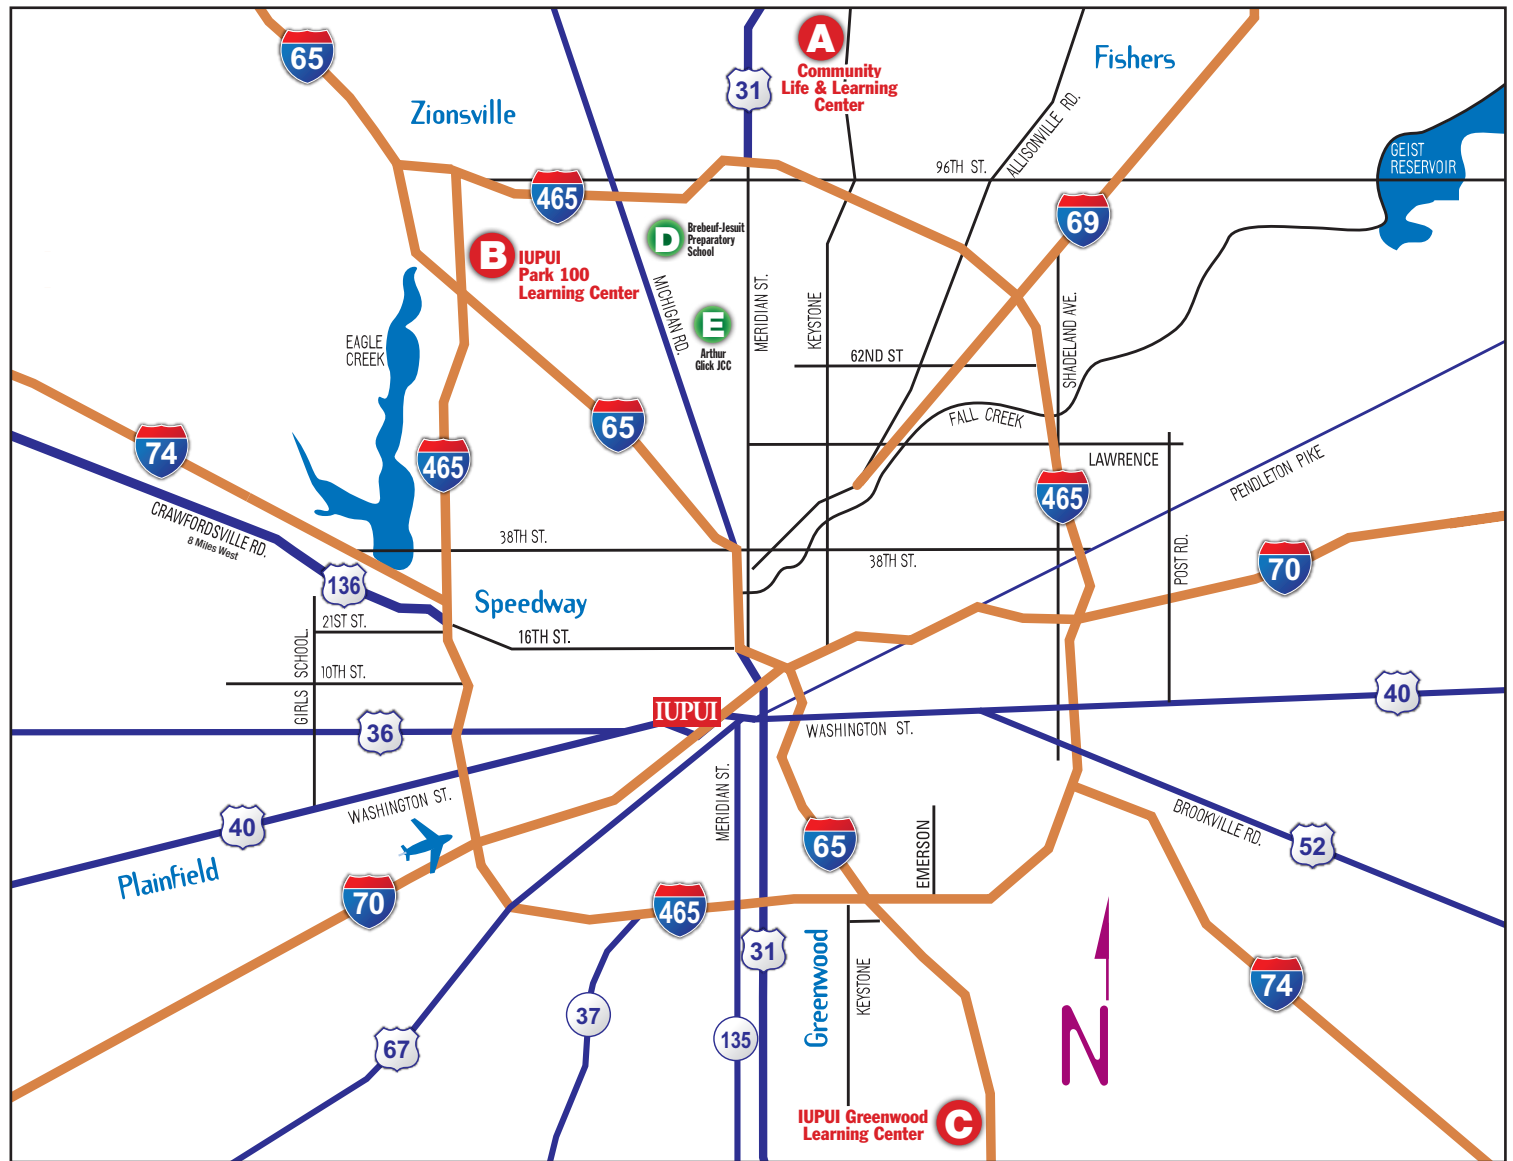 65
A
Community
Life & Learning
Center
31
Fishers
Zionsville
ALLISONVILLE RD.
GEIST
RESERVOIR
96TH ST.
465
69
D
Brebeuf-Jesuit
Preparatory
School
B
IUPUI
Park 100
Learning Center
MICHIGAN RD.
MERIDIAN ST.
KEYSTONE
SHADELAND AVE.
E
Arthur
Glick JCC
EAGLE
CREEK
62ND ST
FALL CREEK
65
74
465
LAWRENCE
PENDLETON PIKE
465
CRAWFORDSVILLE RD.
8 Miles West
38TH ST.
38TH ST.
POST RD.
70
136
Speedway
21ST ST.
16TH ST.
GIRLS SCHOOL.
10TH ST.
IUPUI
40
36
WASHINGTON ST.
WASHINGTON ST.
MERIDIAN ST.
40
BROOKVILLE RD.
52
65
EMERSON
Plainfield
70
465
31
Greenwood
KEYSTONE
74
37
135
67
N
IUPUI Greenwood
Learning Center
C